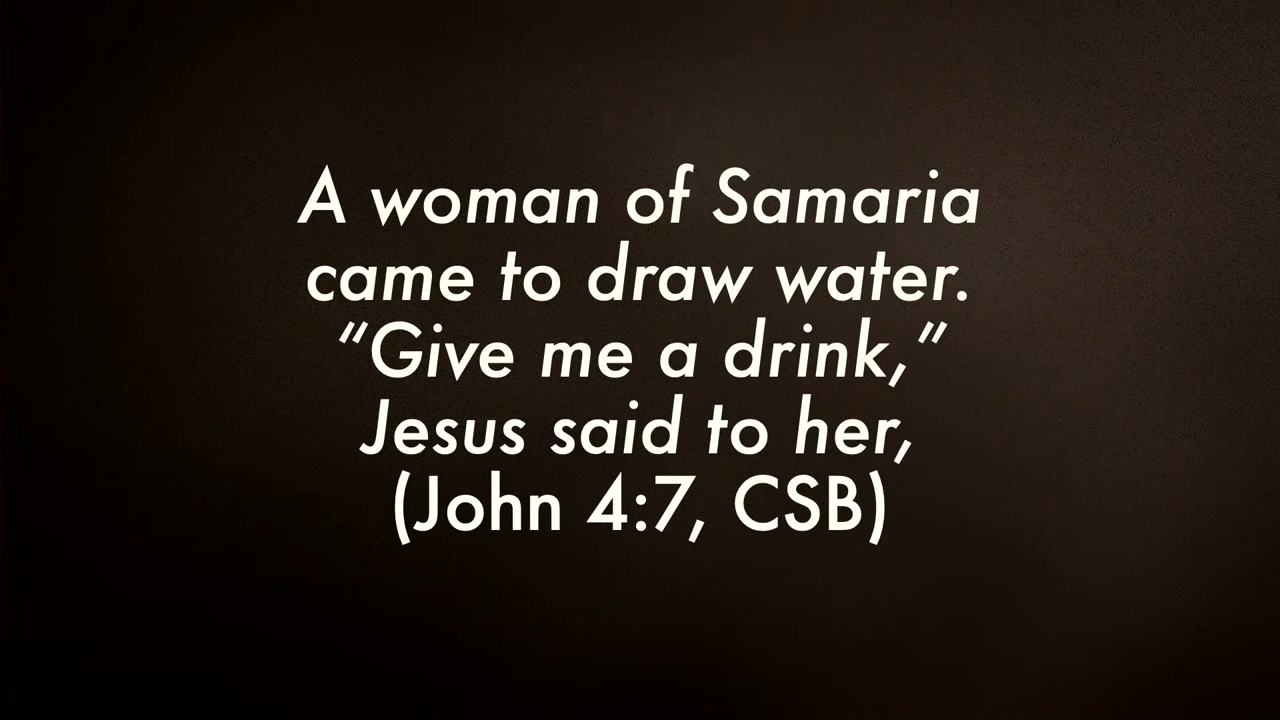 A woman of Samaria
came to draw water.
“Give me a drink,”
Jesus said to her,
(John 4:7, CSB)